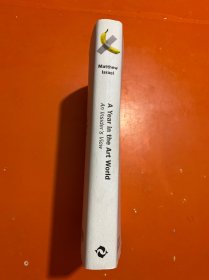 Matthew
Israel
A Year in the Art World
An Insider's View